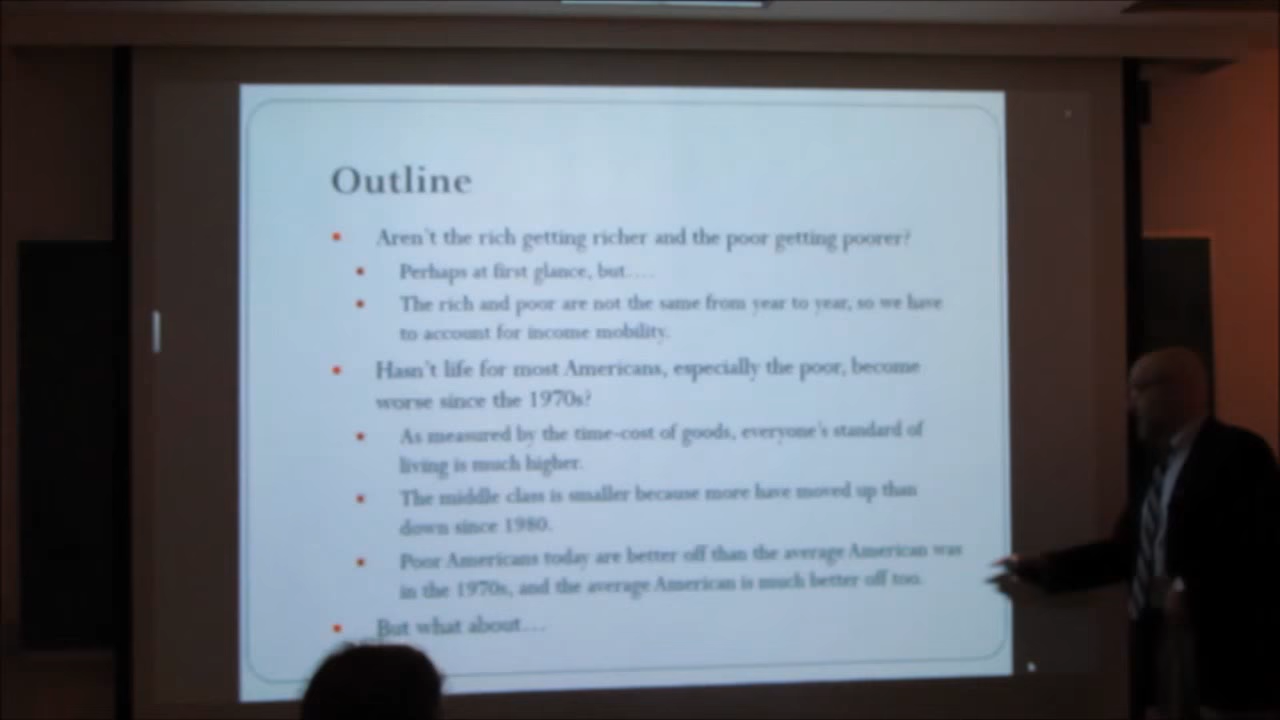 Outline
Aren't the rich getting richer and the poor getting poorer?
Perhaps at first glance, but....
The rich and poor are not the same from year to year, so we have
to account for income mobility.
Hasn't life for most Americans, especially the poor, become
worse since the 1970s?
As measured by the time-cost of goods, everyone's standard of
living is much higher.
The middle class is smaller because more have moved up than
down since 1980.
Poor Americans today are better off than the average American was
in the 1970s, and the average American is much better off too.
But what about...